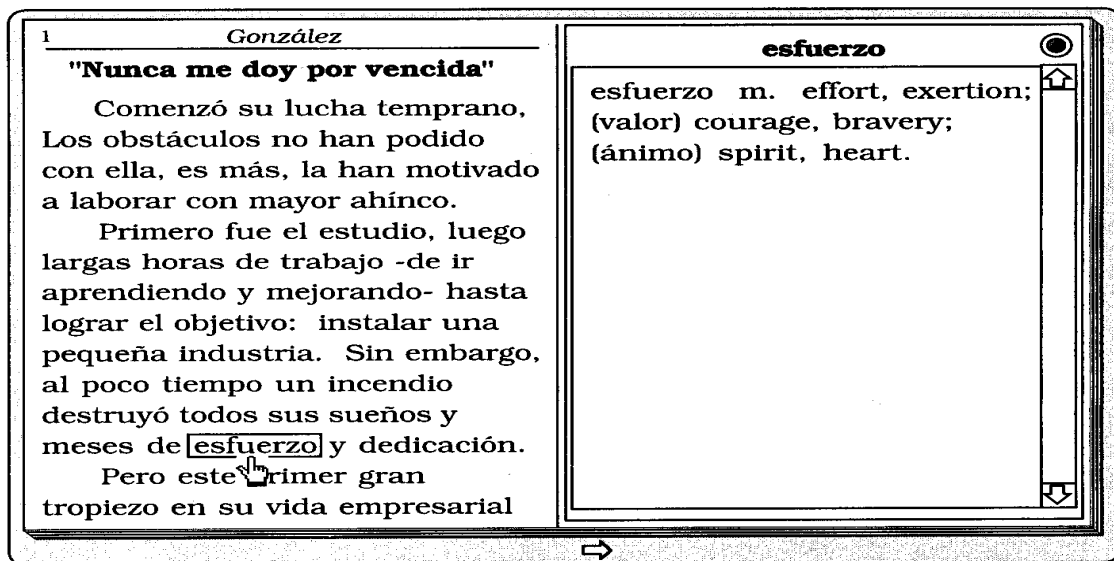 1 González
"Nunca me doy por vencida"
Comenzó su lucha temprano,
Los obstáculos no han podido
con ella, es más, la han motivado
a laborar con mayor ahínco.
Primero fue el estudio, luego
largas horas de trabajo -de ir
aprendiendo y mejorando- hasta
lograr el objetivo: instalar una
pequeña industria. Sin embargo,
al poco tiempo un incendio
destruyó todos sus sueños y
meses de esfuerzo y dedicación.
Pero este primer gran
tropiezo en su vida empresarial
esfuerzo
esfuerzo m. effort, exertion;
(valor) courage, bravery;
(ánimo) spirit, heart.